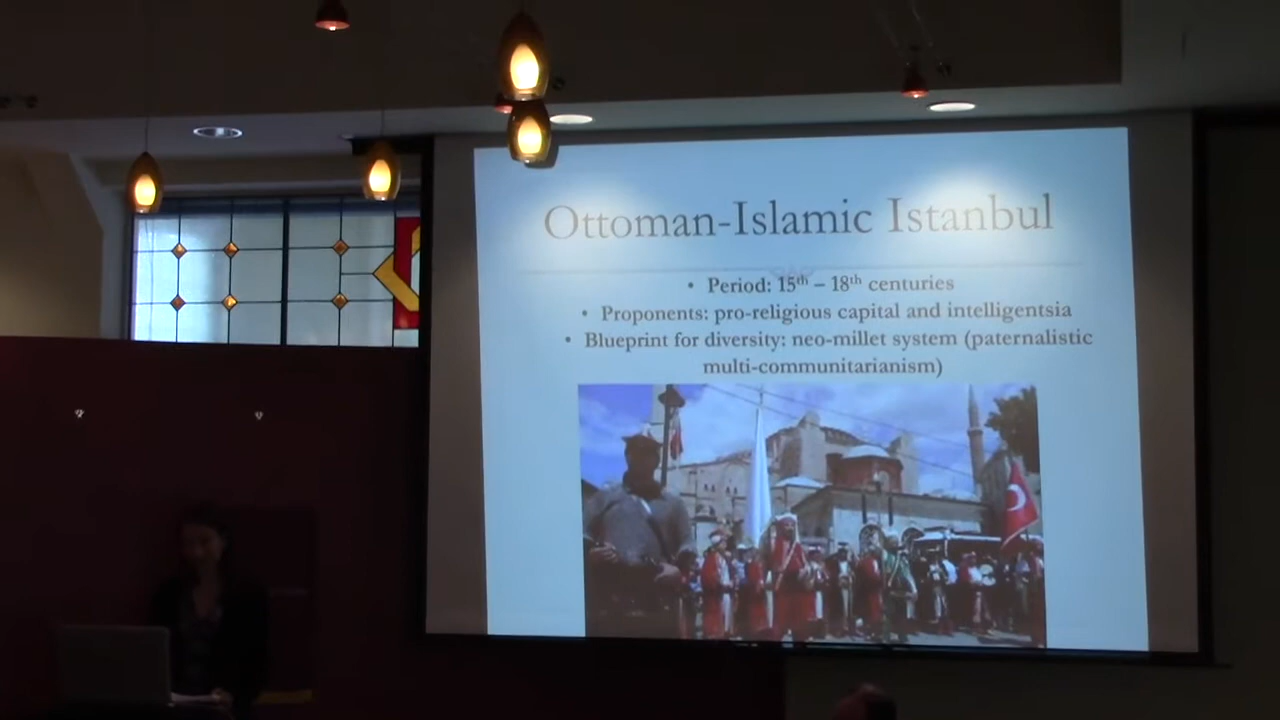 Ottoman-Islamic Istanbul
• Period: 15th – 18th centuries
• Proponents: pro-religious capital and intelligentsia
• Blueprint for diversity: neo-millet system (paternalistic
multi-communitarianism)